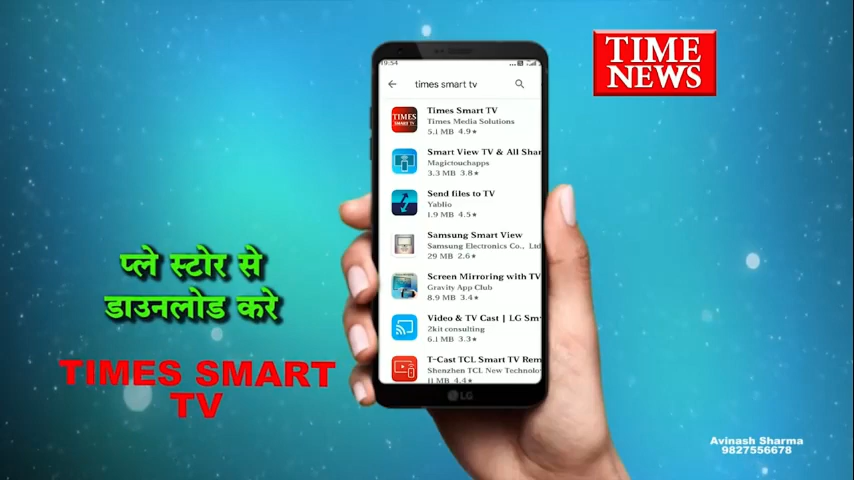 TIME
NEWS
19:54
times smart tv
Times Smart TV
Times Media Solutions
5.1 MB 4.9★
Smart View TV & All Shar
Magictouchapps
3.3 MB 3.8★
Send files to TV
Yablio
1.9 MB 4.5★
Samsung Smart View
Samsung Electronics Co., Ltd
29 MB 2.6★
Screen Mirroring with TV
Gravity App Club
8.9 MB 3.4★
Video & TV Cast | LG Sm
2kit consulting
6.1 MB 3.3★
T-Cast TCL Smart TV Rem
Shenzhen TCL New Technolo
11 MB 4.4★
TIMES
SMART TV
LG
प्ले स्टोर से
डाउनलोड करे
TIMES SMART
TV
Avinash Sharma
9827556678